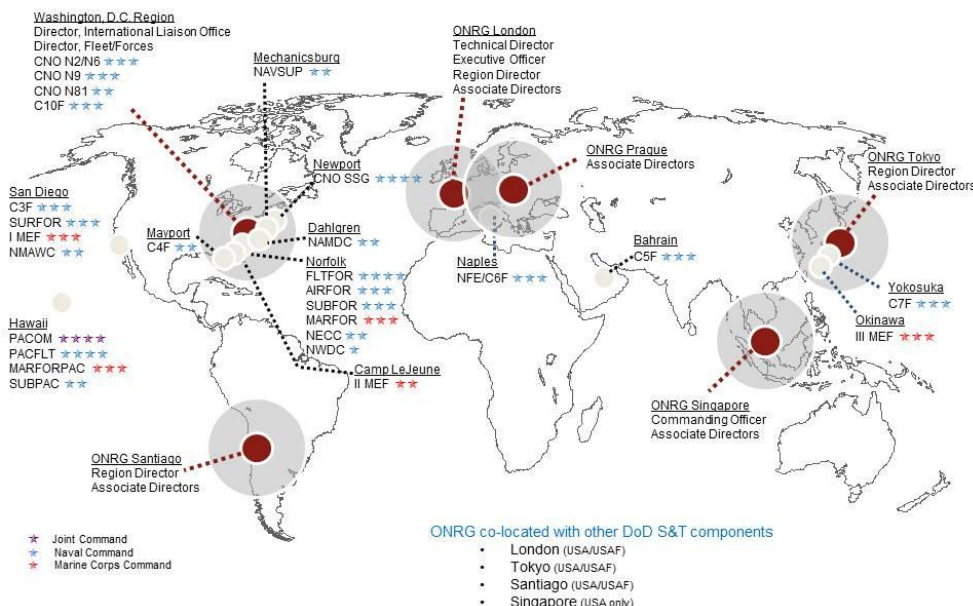 Washington, D.C. Region
Director, International Liaison Office
Director, Fleet/Forces
CNO N2/N6
CNO N9
CNO N81
C10F
Mechanicsburg
NAVSUP
ONRG London
Technical Director
Executive Officer
Region Director
Associate Directors
Newport
CNO SSG
ONRG Prague
Associate Directors
ONRG Tokyo
Region Director
Associate Directors
San Diego
C3F
SURFOR
I MEF
NMAWC
Mayport
C4F
Dahlgren
NAMDC
Norfolk
FLTFOR
AIRFOR
SUBFOR
MARFOR
NECC
NWDC
Naples
NFE/C6F
Bahrain
C5F
Yokosuka
C7F
Okinawa
III MEF
Hawaii
PACOM
PACFLT
MARFORPAC
SUBPAC
Camp LeJeune
II MEF
ONRG Singapore
Commanding Officer
Associate Directors
ONRG Santiago
Region Director
Associate Directors
Joint Command
Naval Command
Marine Corps Command
ONRG co-located with other DoD S&T components
• London (USA/USAF)
• Tokyo (USA/USAF)
• Santiago (USA/USAF)
• Singapore (USA only)